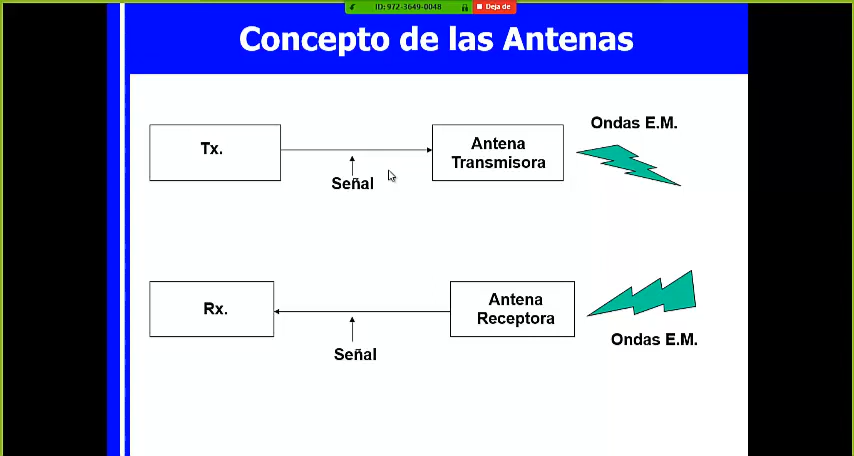 ID: 972-3649-0048
Deja de
Concepto de las Antenas
Tx.
Señal
Antena
Transmisora
Ondas E.M.
Rx.
Señal
Antena
Receptora
Ondas E.M.